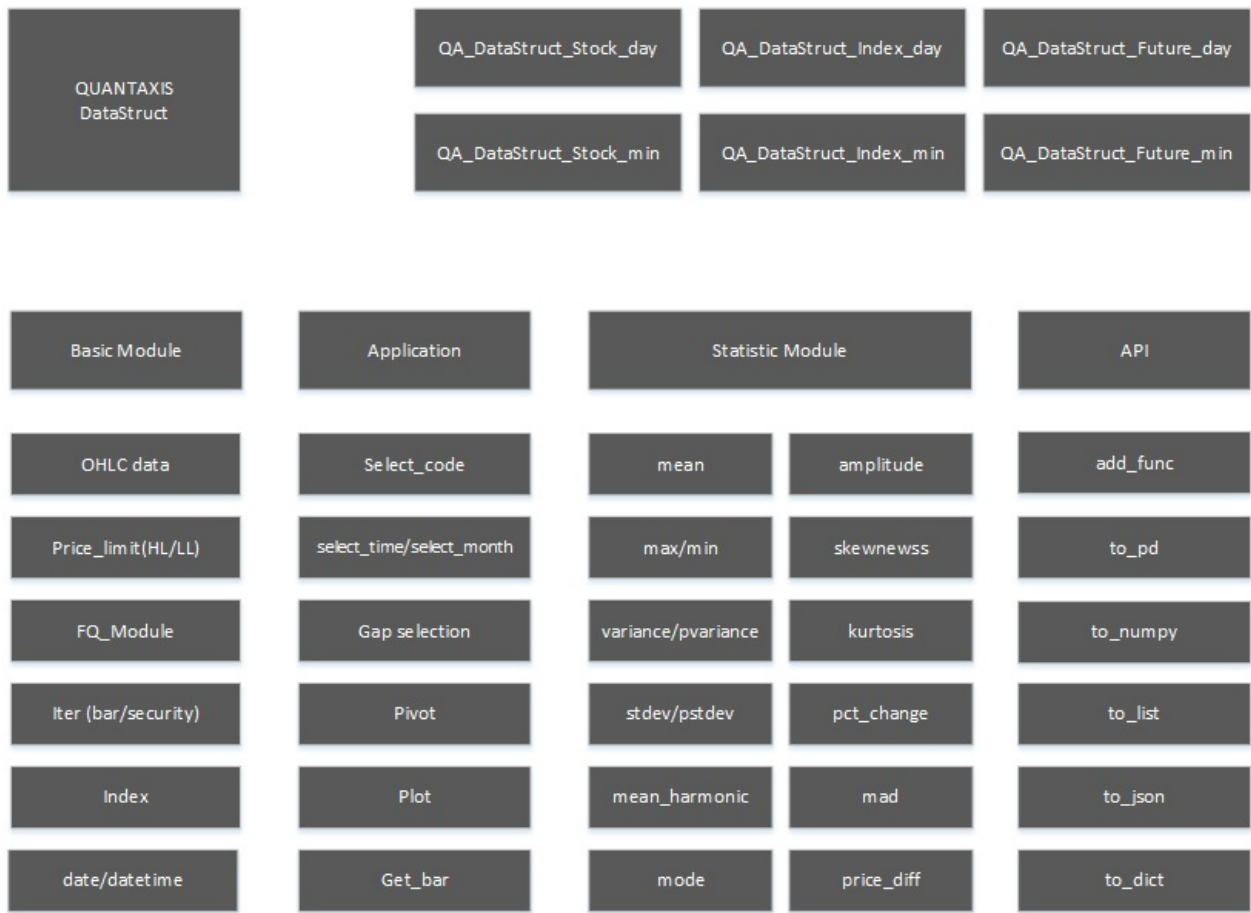 QUANTAXIS
DataStruct
QA_DataStruct_Stock_day
QA_DataStruct_Index_day
QA_DataStruct_Future_day
QA_DataStruct_Stock_min
QA_DataStruct_Index_min
QA_DataStruct_Future_min
Basic Module
Application
Statistic Module
API
OHLC data
Select_code
mean
amplitude
add_func
Price_limit(HL/LL)
select_time/select_month
max/min
skewnewss
to_pd
FQ_Module
Gap selection
variance/pvariance
kurtosis
to_numpy
Iter (bar/security)
Pivot
stdev/pstdev
pct_change
to_list
Index
Plot
mean_harmonic
mad
to_json
date/datetime
Get_bar
mode
price_diff
to_dict